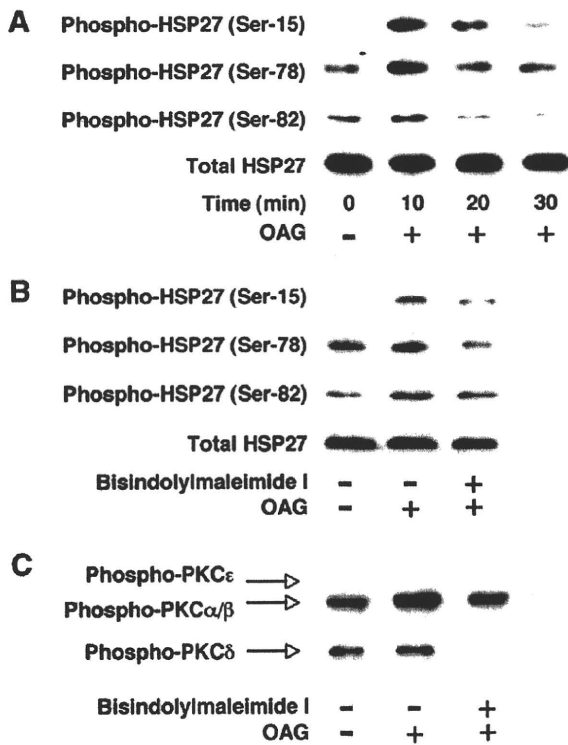 A
Phospho-HSP27 (Ser-15)
Phospho-HSP27 (Ser-78)
Phospho-HSP27 (Ser-82)
Total HSP27
Time (min) 0 10 20 30
OAG - + + +
B
Phospho-HSP27 (Ser-15)
Phospho-HSP27 (Ser-78)
Phospho-HSP27 (Ser-82)
Total HSP27
Bisindolylmaleimide I - - +
OAG - + +
C
Phospho-PKCε
Phospho-PKCα/β
Phospho-PKCδ
Bisindolylmaleimide I - - +
OAG - + +